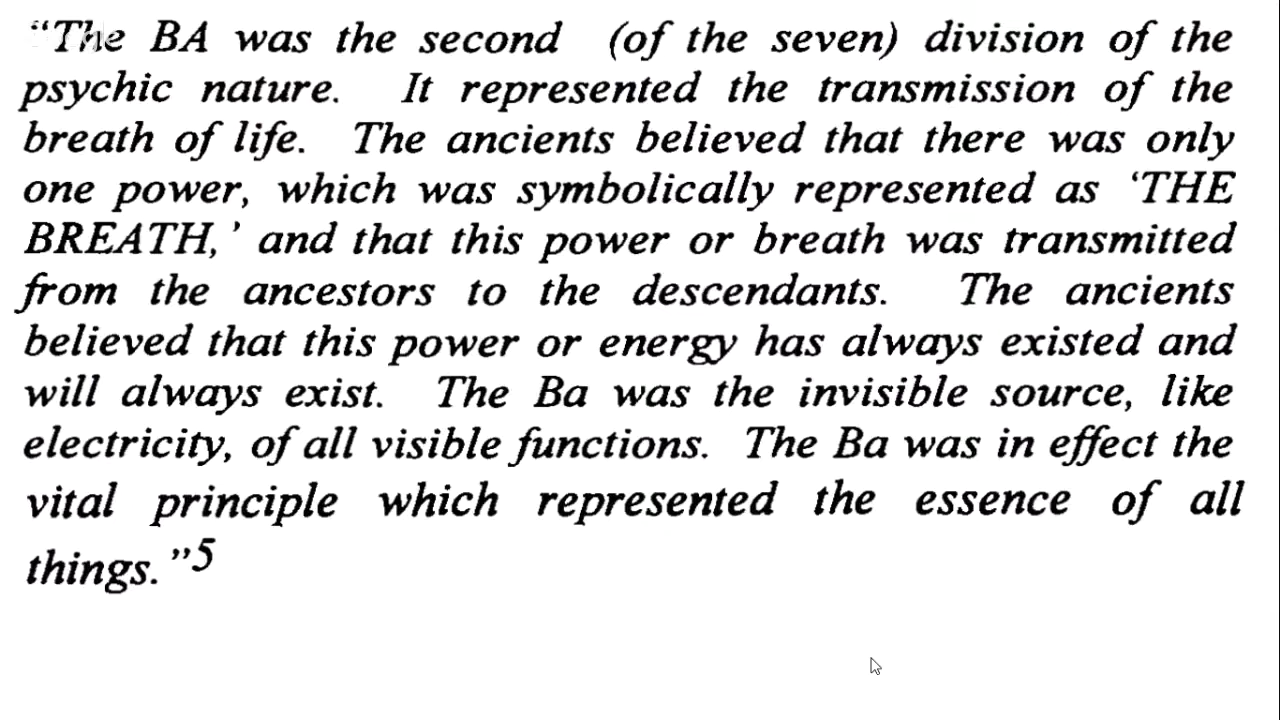 “The BA was the second (of the seven) division of the
psychic nature. It represented the transmission of the
breath of life. The ancients believed that there was only
one power, which was symbolically represented as ‘THE
BREATH,’ and that this power or breath was transmitted
from the ancestors to the descendants. The ancients
believed that this power or energy has always existed and
will always exist. The Ba was the invisible source, like
electricity, of all visible functions. The Ba was in effect the
vital principle which represented the essence of all
things.”5